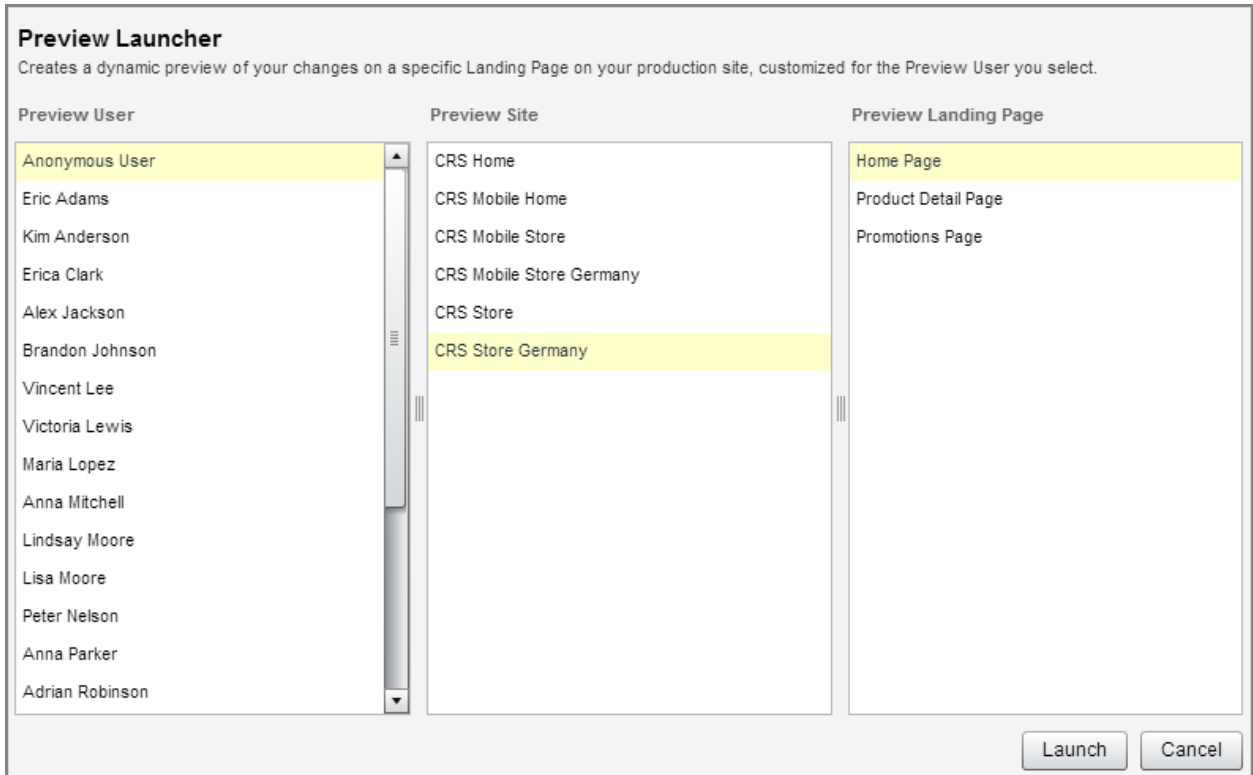 Preview Launcher
Creates a dynamic preview of your changes on a specific Landing Page on your production site, customized for the Preview User you select.
Preview User
Anonymous User
Eric Adams
Kim Anderson
Erica Clark
Alex Jackson
Brandon Johnson
Vincent Lee
Victoria Lewis
Maria Lopez
Anna Mitchell
Lindsay Moore
Lisa Moore
Peter Nelson
Anna Parker
Adrian Robinson
Preview Site
CRS Home
CRS Mobile Home
CRS Mobile Store
CRS Mobile Store Germany
CRS Store
CRS Store Germany
Preview Landing Page
Home Page
Product Detail Page
Promotions Page
Launch
Cancel